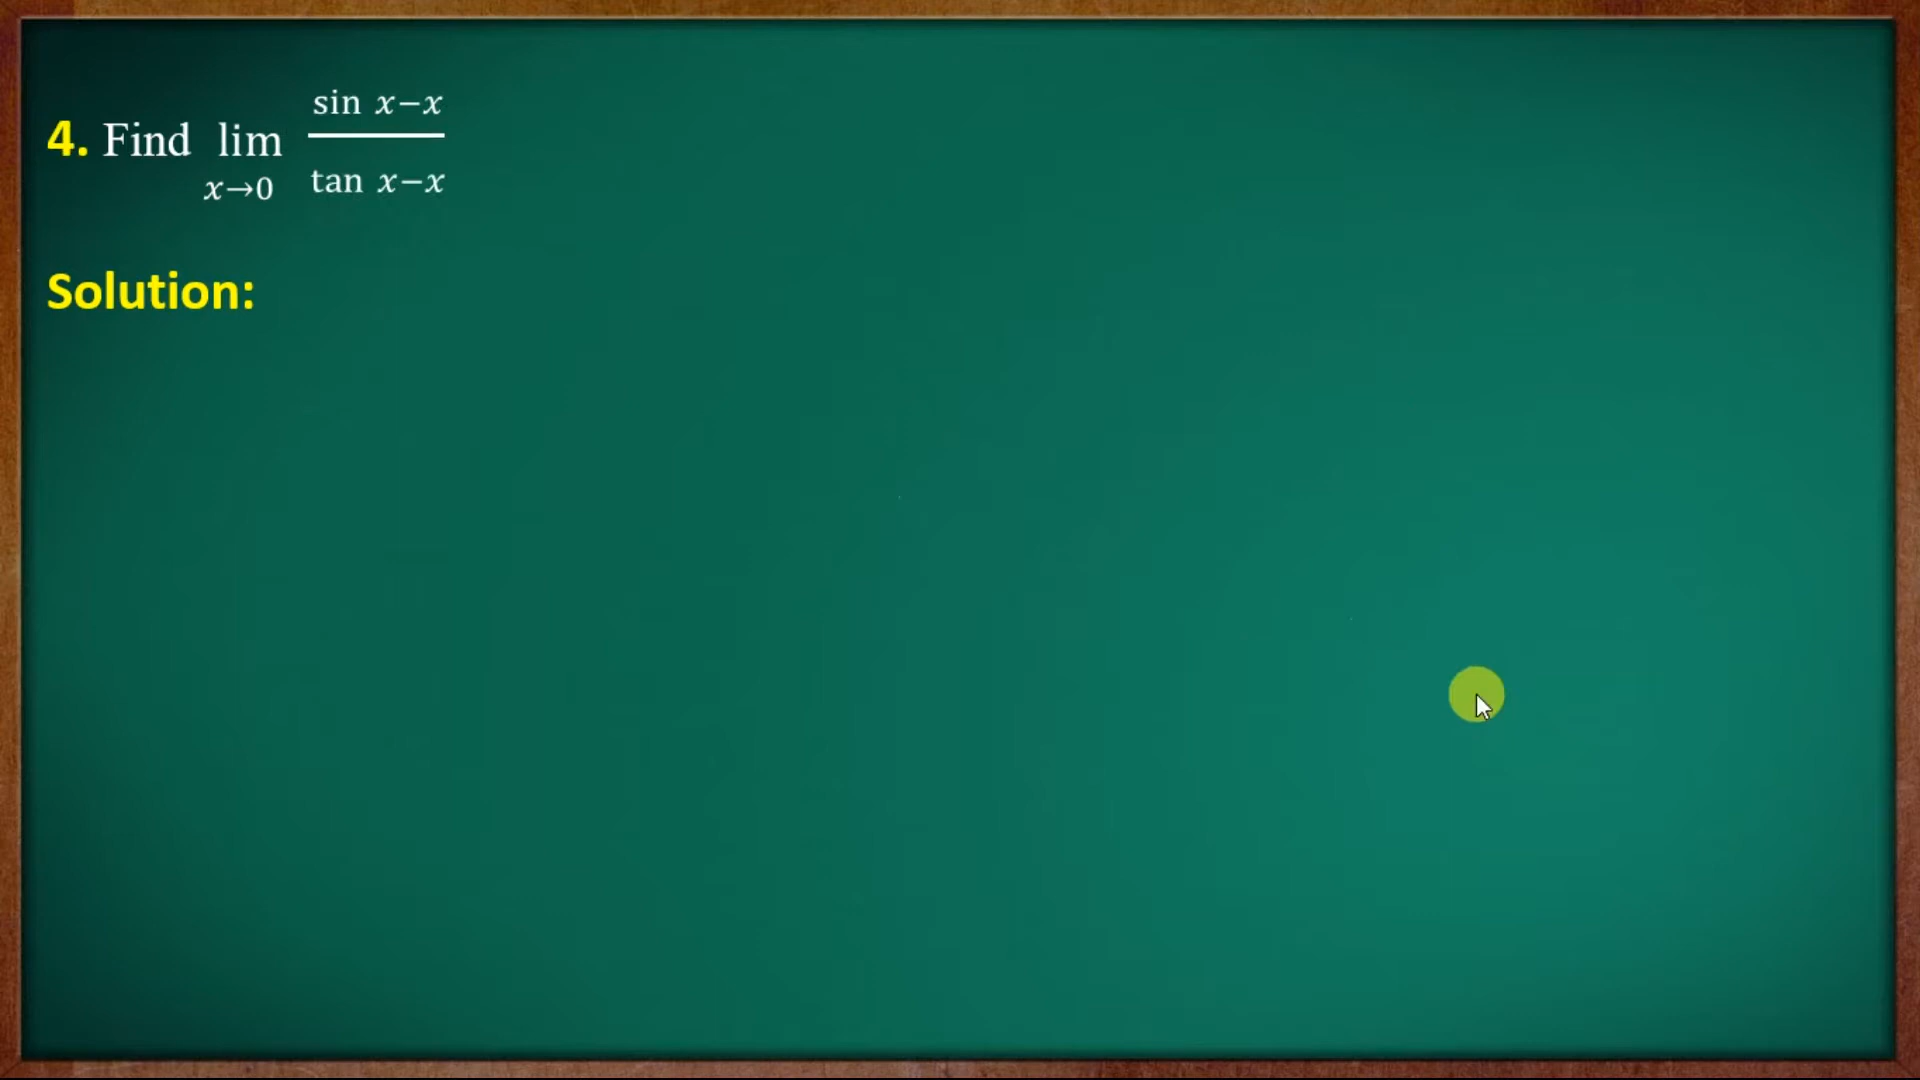 4. Find lim sin x−x
x→0 tan x−x
Solution: